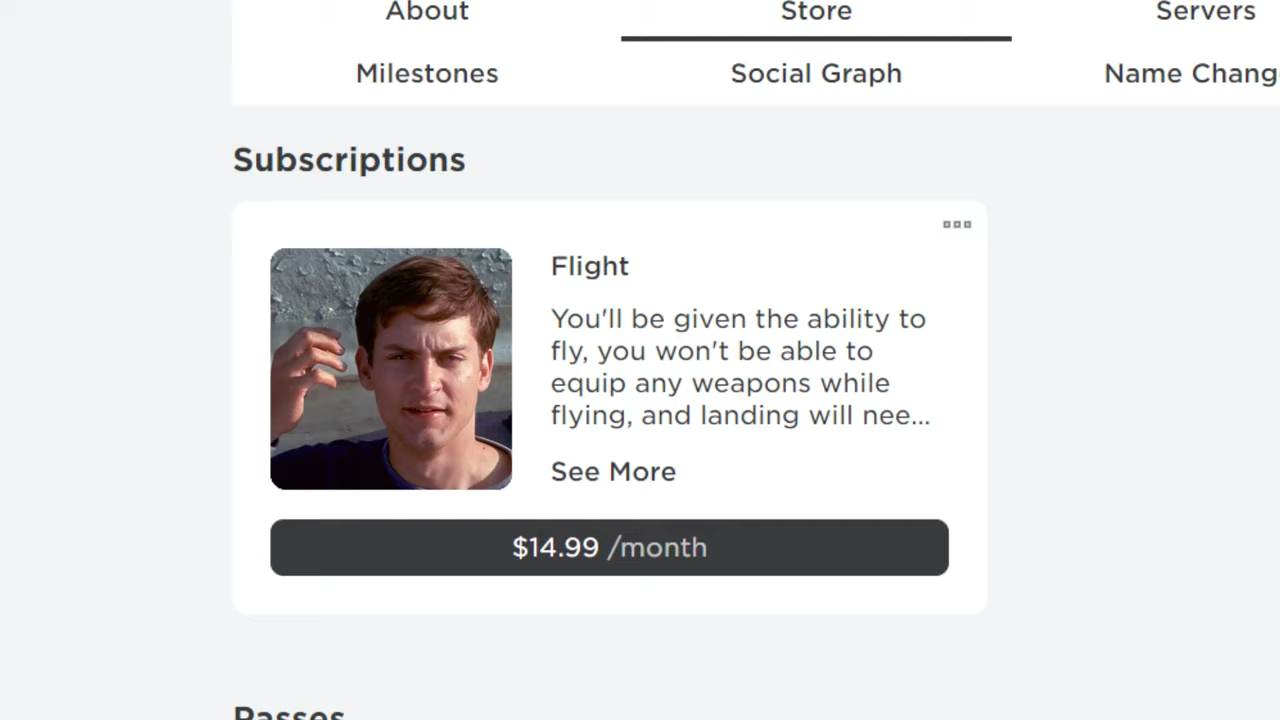 About
Store
Servers
Milestones
Social Graph
Name Chang
Subscriptions
Flight
You'll be given the ability to
fly, you won't be able to
equip any weapons while
flying, and landing will nee...
See More
$14.99 /month
Passes